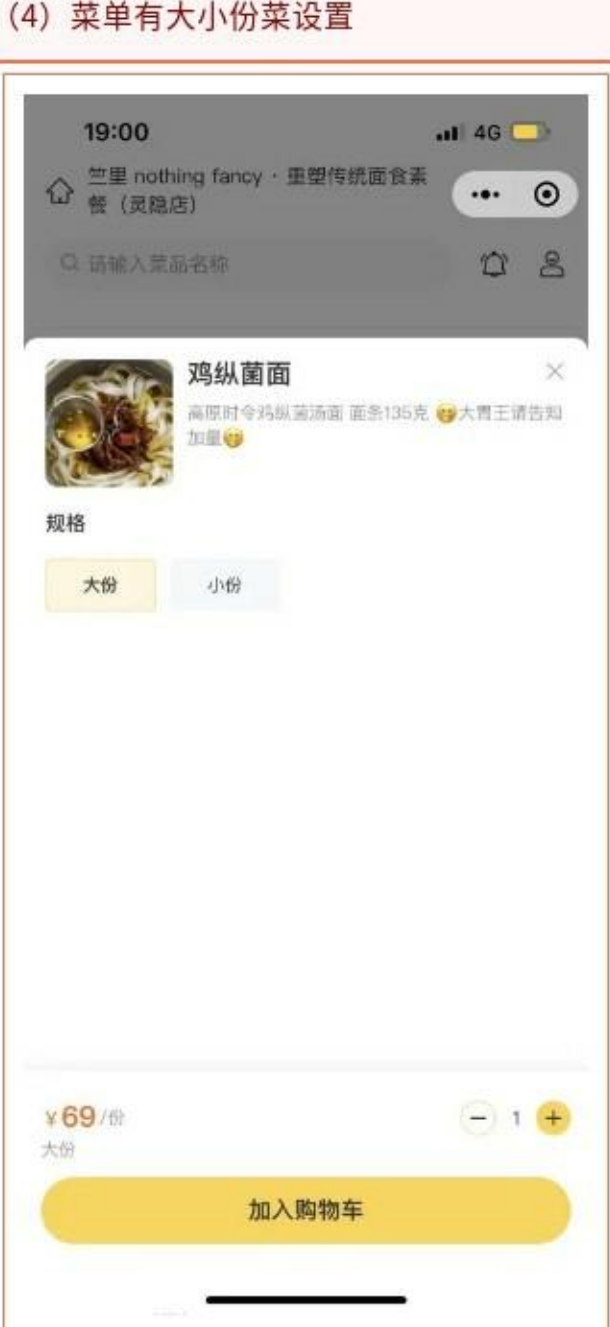 （4）菜单有大小份菜设置
19:00
4G
竺里 nothing fancy · 重塑传统面食素
餐（灵隐店）
请输入菜品名称
鸡纵菌面
高原时令鸡纵菌汤面 面条135克 🤭大胃王请告知
加量🤭
规格
大份 小份
¥69/份
− 1 +
大份
加入购物车